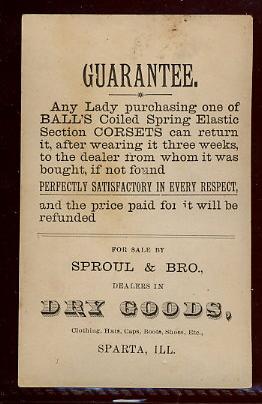 GUARANTEE.
Any Lady purchasing one of
BALL'S Coiled Spring Elastic
Section CORSETS can return
it, after wearing it three weeks,
to the dealer from whom it was
bought, if not found
PERFECTLY SATISFACTORY IN EVERY RESPECT,
and the price paid for it will be
refunded
FOR SALE BY
SPROUL & BRO.,
DEALERS IN
DRY GOODS,
Clothing, Hats, Caps, Boots, Shoes, Etc.,
SPARTA, ILL.